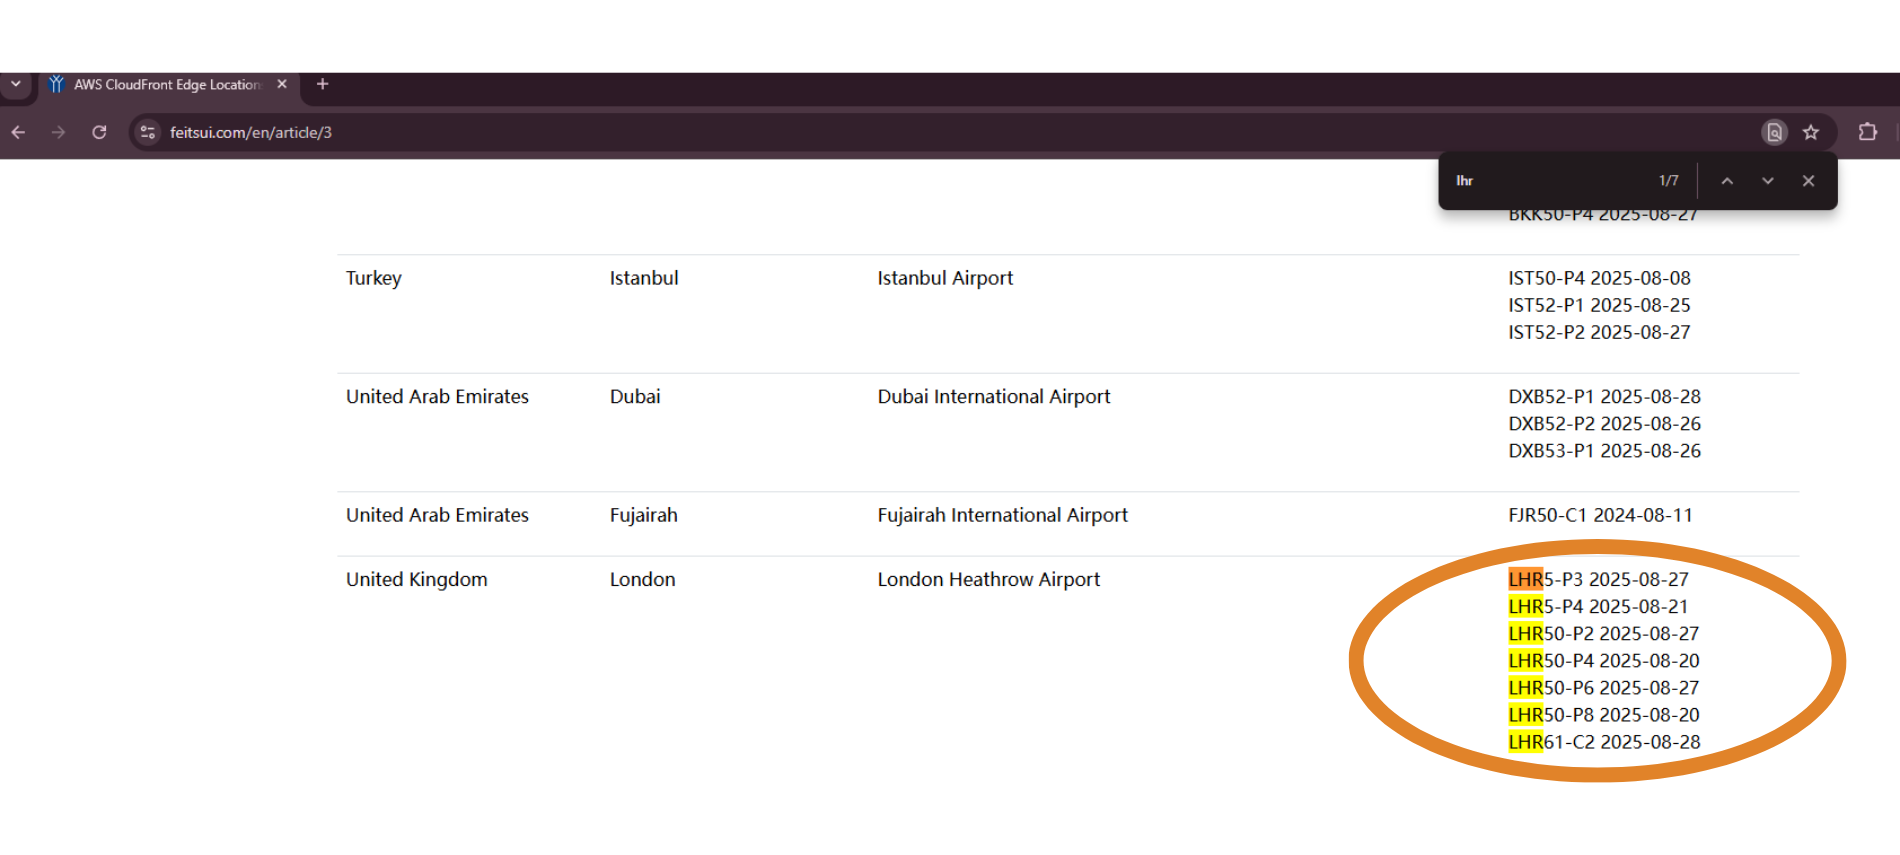 AWS CloudFront Edge Location
feitsui.com/en/article/3
lhr 1/7
BKK50-P4 2025-08-27
Turkey Istanbul Istanbul Airport IST50-P4 2025-08-08
IST52-P1 2025-08-25
IST52-P2 2025-08-27
United Arab Emirates Dubai Dubai International Airport DXB52-P1 2025-08-28
DXB52-P2 2025-08-26
DXB53-P1 2025-08-26
United Arab Emirates Fujairah Fujairah International Airport FJR50-C1 2024-08-11
United Kingdom London London Heathrow Airport LHR5-P3 2025-08-27
LHR5-P4 2025-08-21
LHR50-P2 2025-08-27
LHR50-P4 2025-08-20
LHR50-P6 2025-08-27
LHR50-P8 2025-08-20
LHR61-C2 2025-08-28